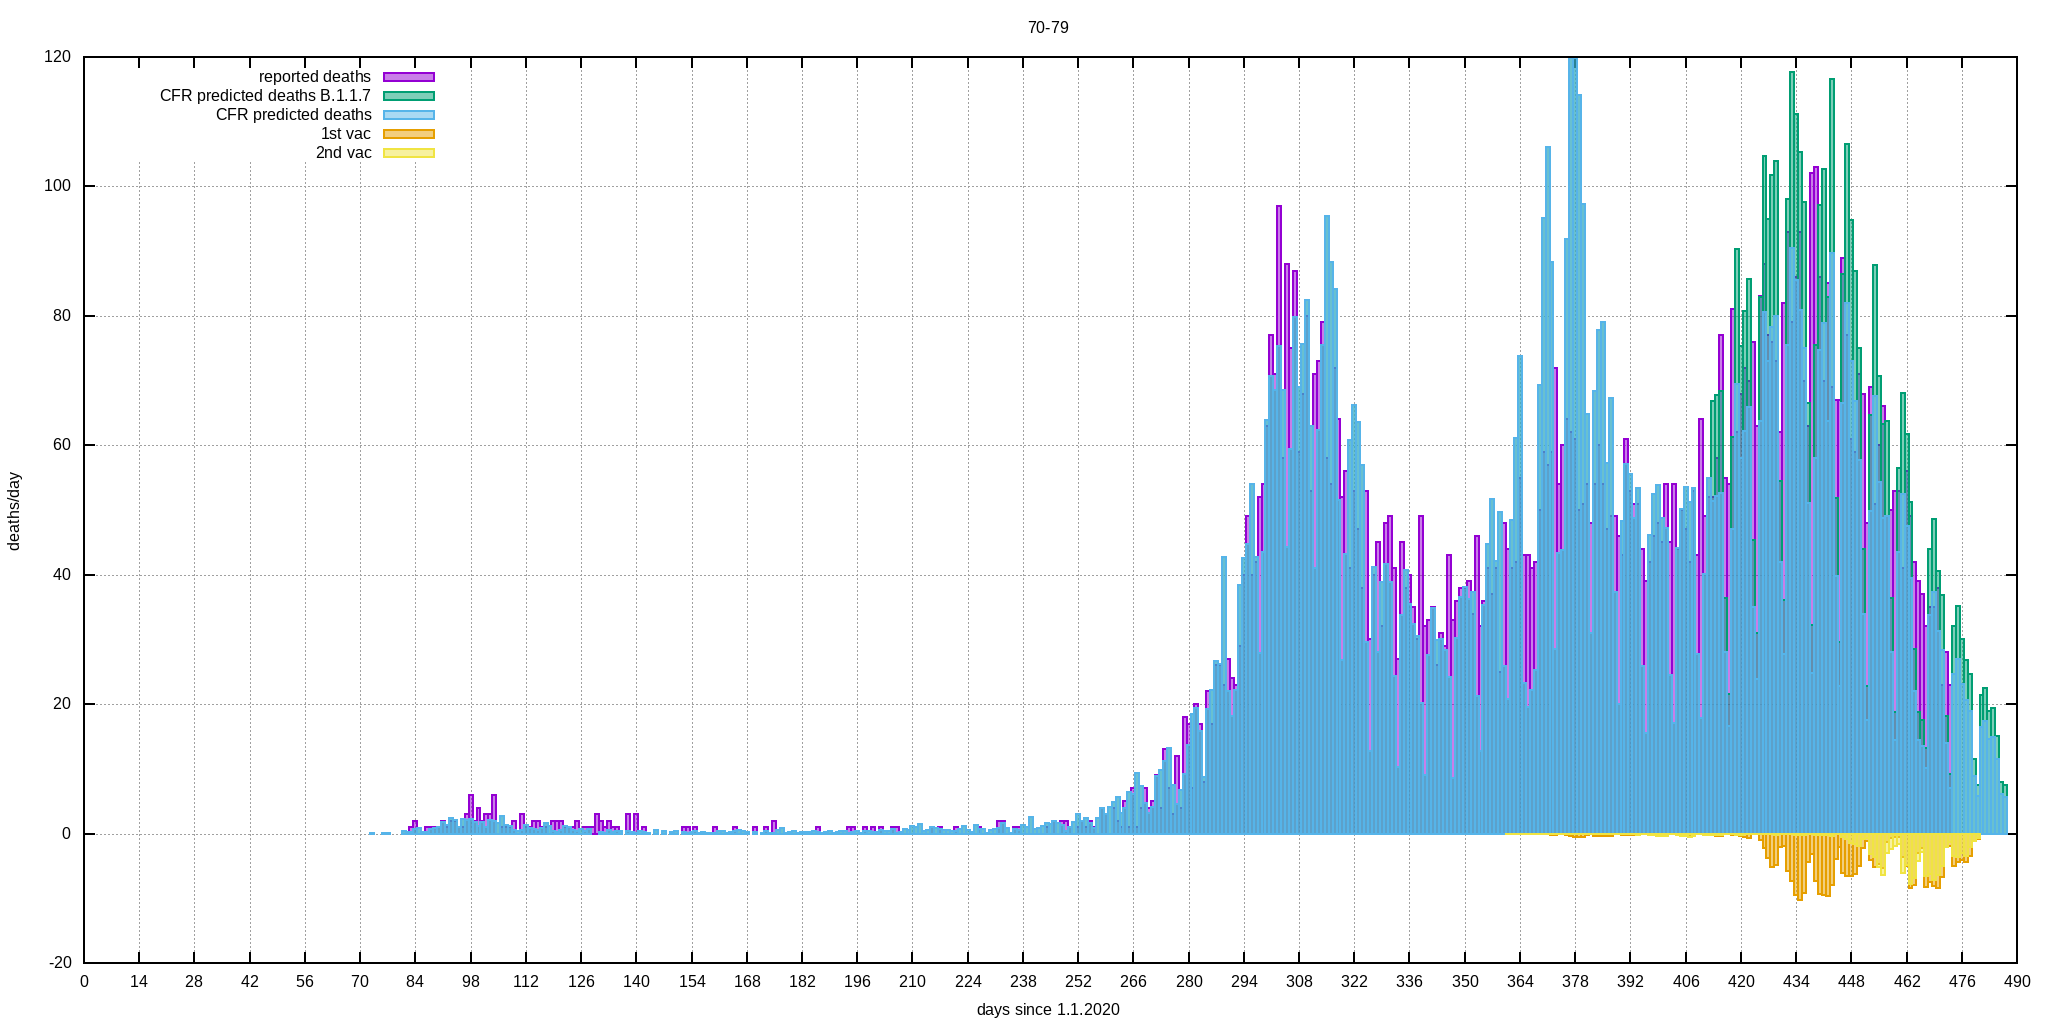 70-79
120
100
80
60
40
20
0
-20
deaths/day
reported deaths
CFR predicted deaths B.1.1.7
CFR predicted deaths
1st vac
2nd vac
0 14 28 42 56 70 84 98 112 126 140 154 168 182 196 210 224 238 252 266 280 294 308 322 336 350 364 378 392 406 420 434 448 462 476 490
days since 1.1.2020